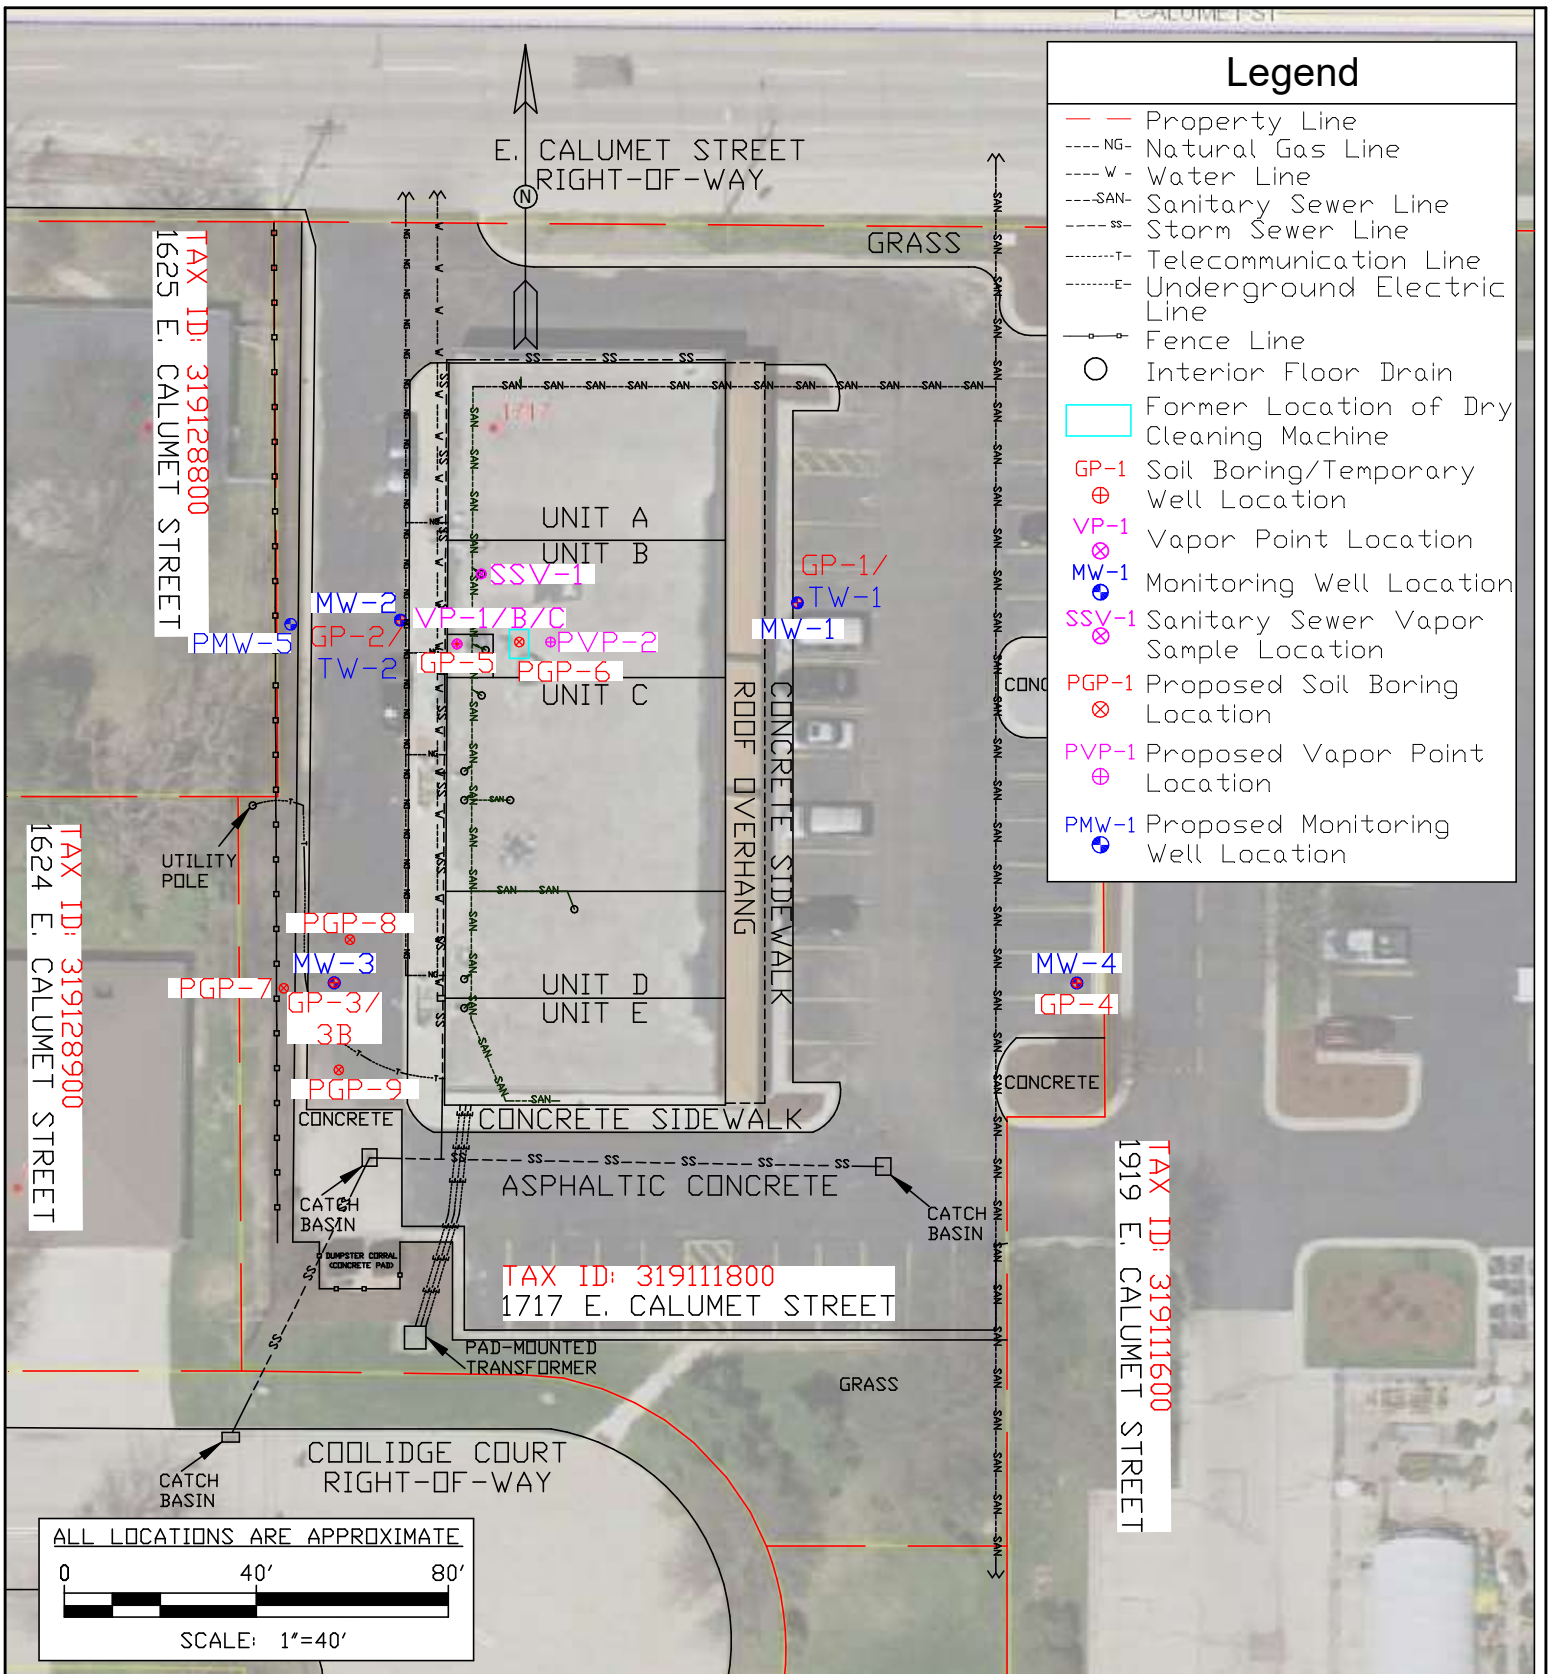 E. CALUMET ST
Legend
Property Line
NG
Natural Gas Line
W
Water Line
SAN
Sanitary Sewer Line
SS
Storm Sewer Line
T
Telecommunication Line
E
Underground Electric
Line
Fence Line
Interior Floor Drain
Former Location of Dry
Cleaning Machine
GP-1
Soil Boring/Temporary
Well Location
VP-1
Vapor Point Location
MW-1
Monitoring Well Location
SSV-1
Sanitary Sewer Vapor
Sample Location
PGP-1
Proposed Soil Boring
Location
PVP-1
Proposed Vapor Point
Location
PMW-1
Proposed Monitoring
Well Location
E. CALUMET STREET
RIGHT-OF-WAY
N
GRASS
TAX ID: 319128800
1625 E. CALUMET STREET
1717
UNIT A
UNIT B
SSV-1
GP-1/
TW-1
MW-1
MW-2
GP-2/
TW-2
PMW-5
VP-1/B/C
PVP-2
GP-5
PGP-6
UNIT C
ROOF OVERHANG
CONCRETE SIDEWALK
CONC
UTILITY
POLE
TAX ID: 319128900
1624 E. CALUMET STREET
PGP-8
MW-3
PGP-7
GP-3/
3B
PGP-9
UNIT D
UNIT E
MW-4
GP-4
CONCRETE
CONCRETE
CONCRETE SIDEWALK
ASPHALTIC CONCRETE
CATCH
BASIN
CATCH
BASIN
DUMPSTER CORRAL
(CONCRETE PAD)
TAX ID: 319111800
1717 E. CALUMET STREET
TAX ID: 319111600
1919 E. CALUMET STREET
PAD-MOUNTED
TRANSFORMER
GRASS
COOLIDGE COURT
RIGHT-OF-WAY
CATCH
BASIN
ALL LOCATIONS ARE APPROXIMATE
0 40' 80'
SCALE: 1"=40'